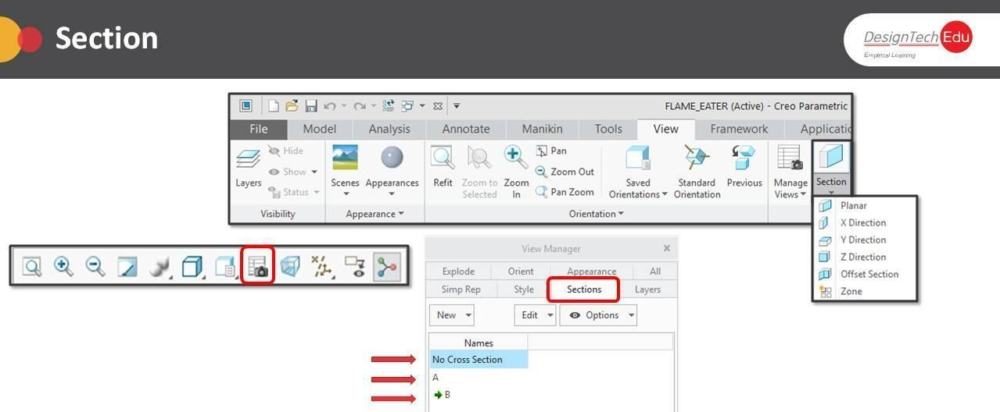 Section
DesignTech Edu
Empirical Learning
FLAME_EATER (Active) - Creo Parametric
File Model Analysis Annotate Manikin Tools View Framework Applicatic
Layers
Hide
Show
Status
Visibility
Scenes
Appearances
Appearance
Refit
Zoom to
Selected
Zoom
In
Pan
Zoom Out
Pan Zoom
Saved
Orientations
Standard
Orientation
Previous
Orientation
Manage
Views
Section
Planar
X Direction
Y Direction
Z Direction
Offset Section
Zone
View Manager
Explode Orient Appearance All
Simp Rep Style Sections Layers
New Edit Options
Names
No Cross Section
A
B